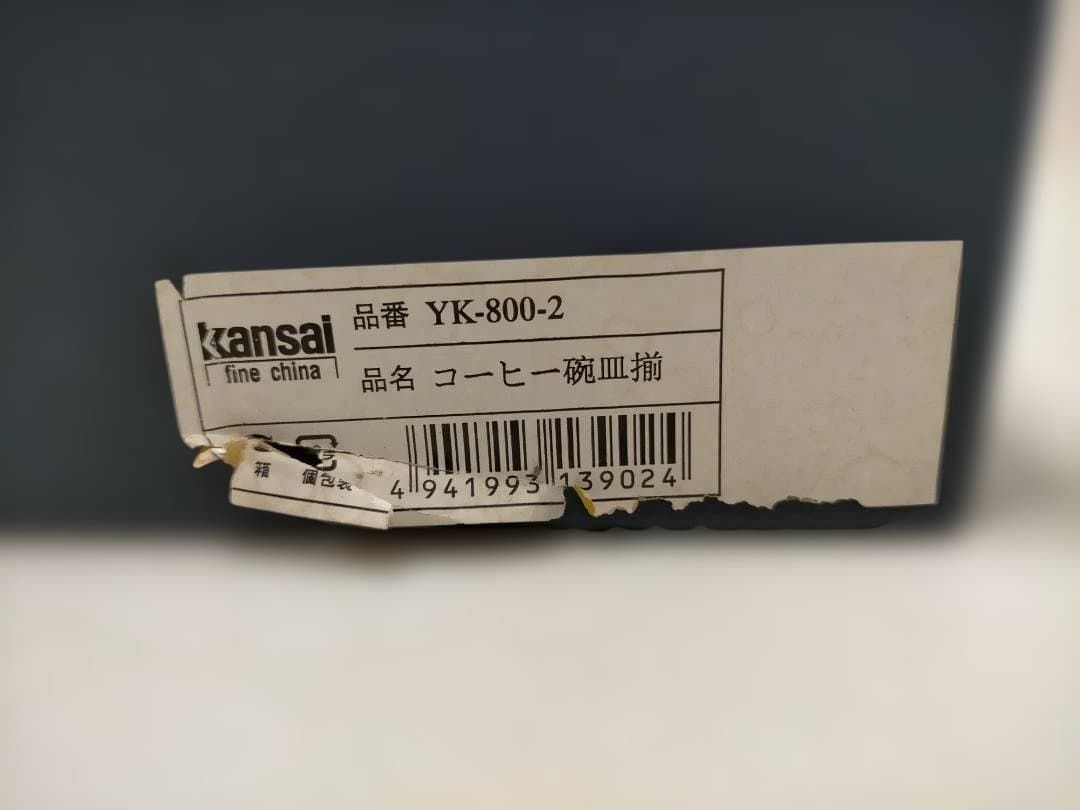 kansai
fine china
品番 YK-800-2
品名 コーヒー碗皿揃
箱
個包装
4 941993 139024